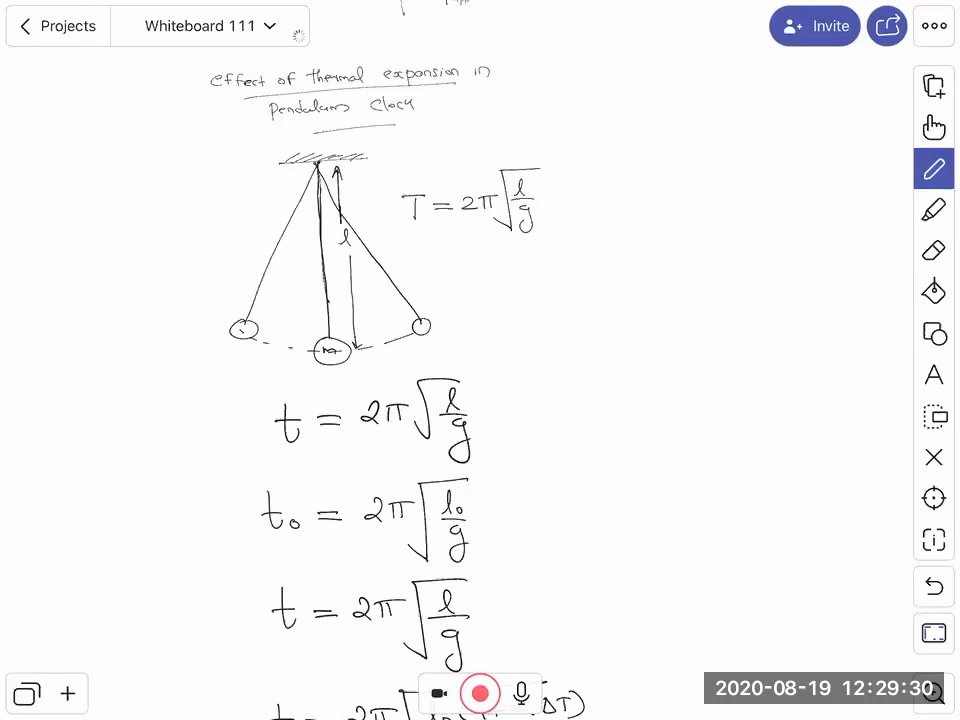 Projects
Whiteboard 111
Invite
effect of thermal expansion in
Pendulum Clock
T = 2π√(l/g)
l
m
t = 2π√(l/g)
t₀ = 2π√(l₀/g)
t = 2π√(l/g)
2020-08-19 12:29:30